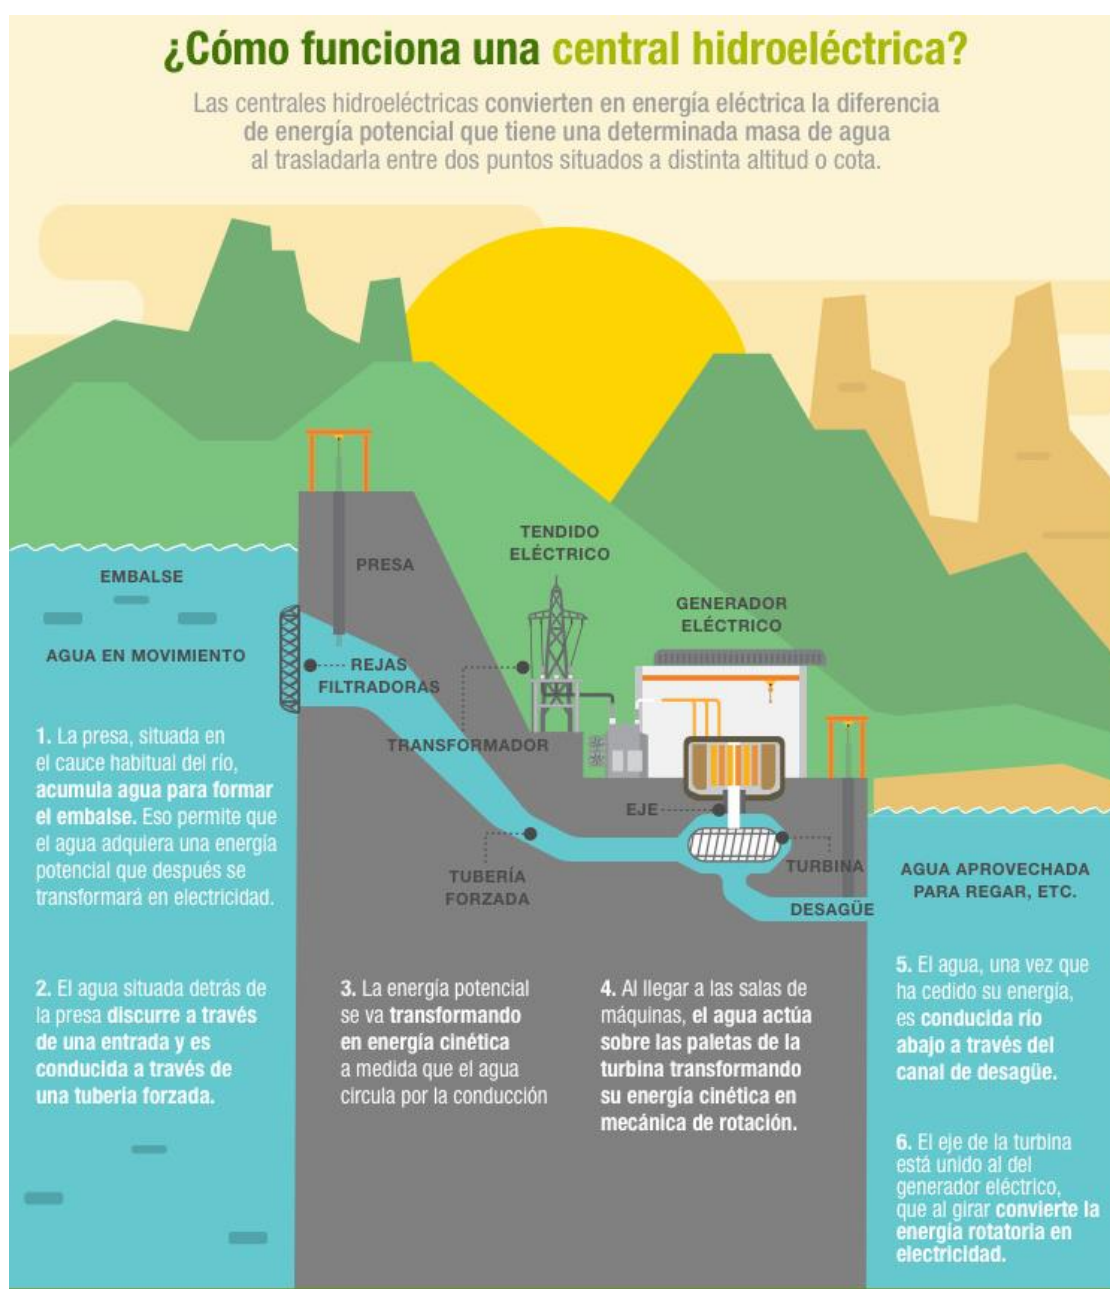 ¿Cómo funciona una central hidroeléctrica?
Las centrales hidroeléctricas convierten en energía eléctrica la diferencia
de energía potencial que tiene una determinada masa de agua
al trasladarla entre dos puntos situados a distinta altitud o cota.
TENDIDO
ELÉCTRICO
PRESA
EMBALSE
GENERADOR
ELÉCTRICO
AGUA EN MOVIMIENTO
REJAS
FILTRADORAS
TRANSFORMADOR
EJE
TUBERÍA
FORZADA
TURBINA
DESAGÜE
AGUA APROVECHADA
PARA REGAR, ETC.
1. La presa, situada en
el cauce habitual del río,
acumula agua para formar
el embalse. Eso permite que
el agua adquiera una energía
potencial que después se
transformará en electricidad.
2. El agua situada detrás de
la presa discurre a través
de una entrada y es
conducida a través de
una tubería forzada.
3. La energía potencial
se va transformando
en energía cinética
a medida que el agua
circula por la conducción
4. Al llegar a las salas de
máquinas, el agua actúa
sobre las paletas de la
turbina transformando
su energía cinética en
mecánica de rotación.
5. El agua, una vez que
ha cedido su energía,
es conducida río
abajo a través del
canal de desagüe.
6. El eje de la turbina
está unido al del
generador eléctrico,
que al girar convierte la
energía rotatoria en
electricidad.